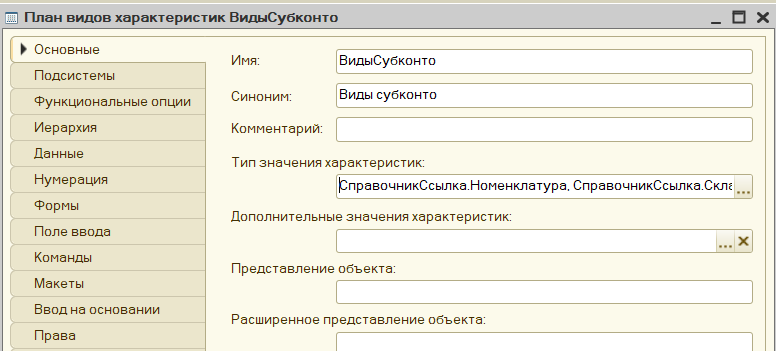 План видов характеристик ВидыСубконто
Основные
Подсистемы
Функциональные опции
Иерархия
Данные
Нумерация
Формы
Поле ввода
Команды
Макеты
Ввод на основании
Права
Имя:
ВидыСубконто
Синоним:
Виды субконто
Комментарий:
Тип значения характеристик:
СправочникСсылка.Номенклатура, СправочникСсылка.Скла
...
Дополнительные значения характеристик:
...
Представление объекта:
Расширенное представление объекта: